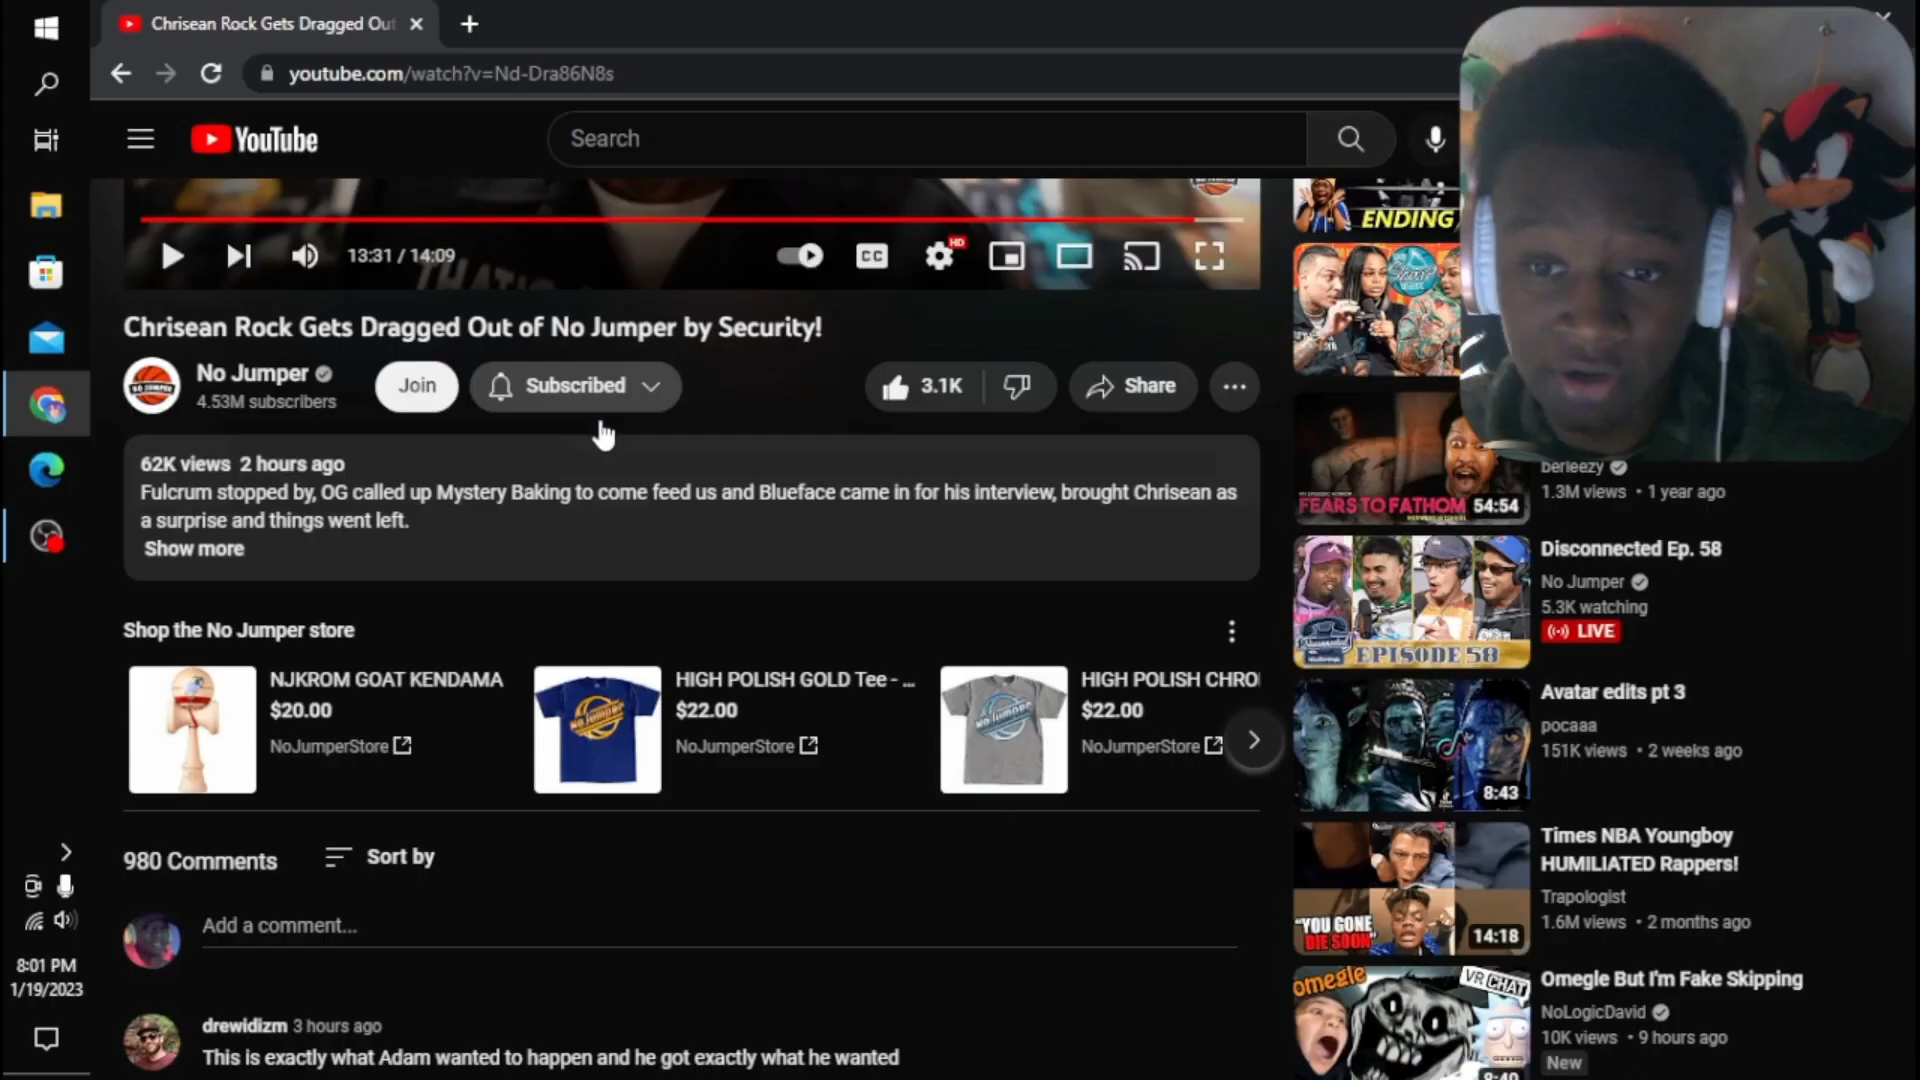 Chrisean Rock Gets Dragged Out
youtube.com/watch?v=Nd-Dra86N8s
YouTube
Search
13:31 / 14:09
CC
HD
Chrisean Rock Gets Dragged Out of No Jumper by Security!
No Jumper
4.53M subscribers
Join
Subscribed
3.1K
Share
62K views 2 hours ago
Fulcrum stopped by, OG called up Mystery Baking to come feed us and Blueface came in for his interview, brought Chrisean as
a surprise and things went left.
Show more
Shop the No Jumper store
NJKROM GOAT KENDAMA
$20.00
NoJumperStore
HIGH POLISH GOLD Tee - ...
$22.00
NoJumperStore
HIGH POLISH CHRO
$22.00
NoJumperStore
980 Comments
Sort by
Add a comment...
drewidizm 3 hours ago
This is exactly what Adam wanted to happen and he got exactly what he wanted
ENDING
FEARS TO FATHOM
54:54
berleezy
1.3M views • 1 year ago
EPISODE 58
Disconnected Ep. 58
No Jumper
5.3K watching
LIVE
8:43
Avatar edits pt 3
pocaaa
151K views • 2 weeks ago
"YOU GONE
DIE SOON"
14:18
Times NBA Youngboy
HUMILIATED Rappers!
Trapologist
1.6M views • 2 months ago
omegle
VR CHAT
8:40
Omegle But I'm Fake Skipping
NoLogicDavid
10K views • 9 hours ago
New
8:01 PM
1/19/2023